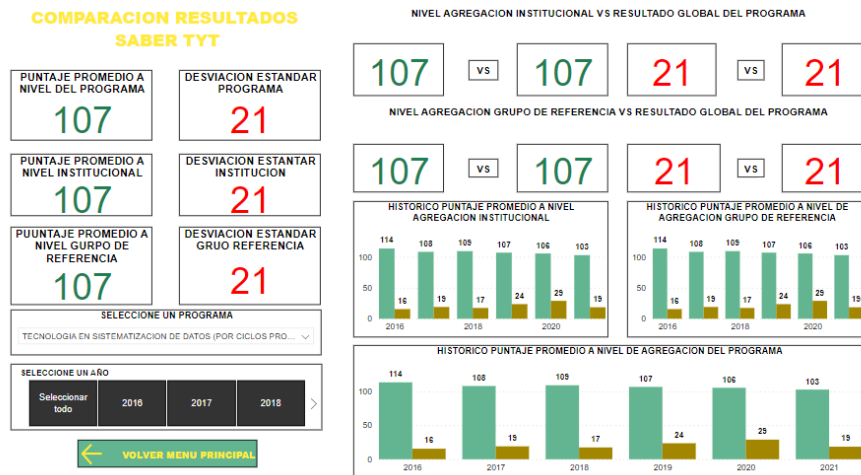 COMPARACION RESULTADOS
SABER TYT
PUNTAJE PROMEDIO A
NIVEL DEL PROGRAMA
107
DESVIACION ESTANDAR
PROGRAMA
21
PUNTAJE PROMEDIO A
NIVEL INSTITUCIONAL
107
DESVIACION ESTANTAR
INSTITUCION
21
PUUNTAJE PROMEDIO A
NIVEL GURPO DE
REFERENCIA
107
DESVIACION ESTANDAR
GRUO REFERENCIA
21
SELECCIONE UN PROGRAMA
TECNOLOGIA EN SISTEMATIZACION DE DATOS (POR CICLOS PRO...
SELECCIONE UN AÑO
Seleccionar
todo
2016
2017
2018
VOLVER MENU PRINCIPAL
NIVEL AGREGACION INSTITUCIONAL VS RESULTADO GLOBAL DEL PROGRAMA
107 VS 107 21 VS 21
NIVEL AGREGACION GRUPO DE REFERENCIA VS RESULTADO GLOBAL DEL PROGRAMA
107 VS 107 21 VS 21
HISTORICO PUNTAJE PROMEDIO A NIVEL
AGREGACION INSTITUCIONAL
114 108 109 107 106 103
100
50
0
16 19 17 24 29 19
2016 2018 2020
HISTORICO PUNTAJE PROMEDIO A NIVEL DE
AGREGACION GRUPO DE REFERENCIA
114 108 109 107 106 103
100
50
0
16 19 17 24 29 19
2016 2018 2020
HISTORICO PUNTAJE PROMEDIO A NIVEL DE AGREGACION DEL PROGRAMA
114 108 109 107 106 103
100
50
0
16 19 17 24 29 19
2016 2017 2018 2019 2020 2021